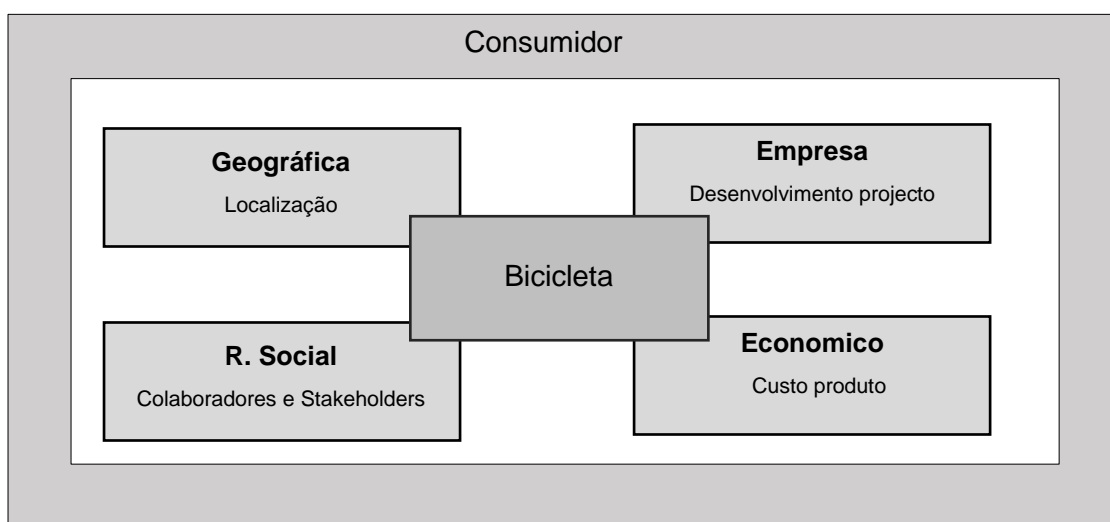 Consumidor
Geográfica
Localização
Empresa
Desenvolvimento projecto
Bicicleta
R. Social
Colaboradores e Stakeholders
Economico
Custo produto